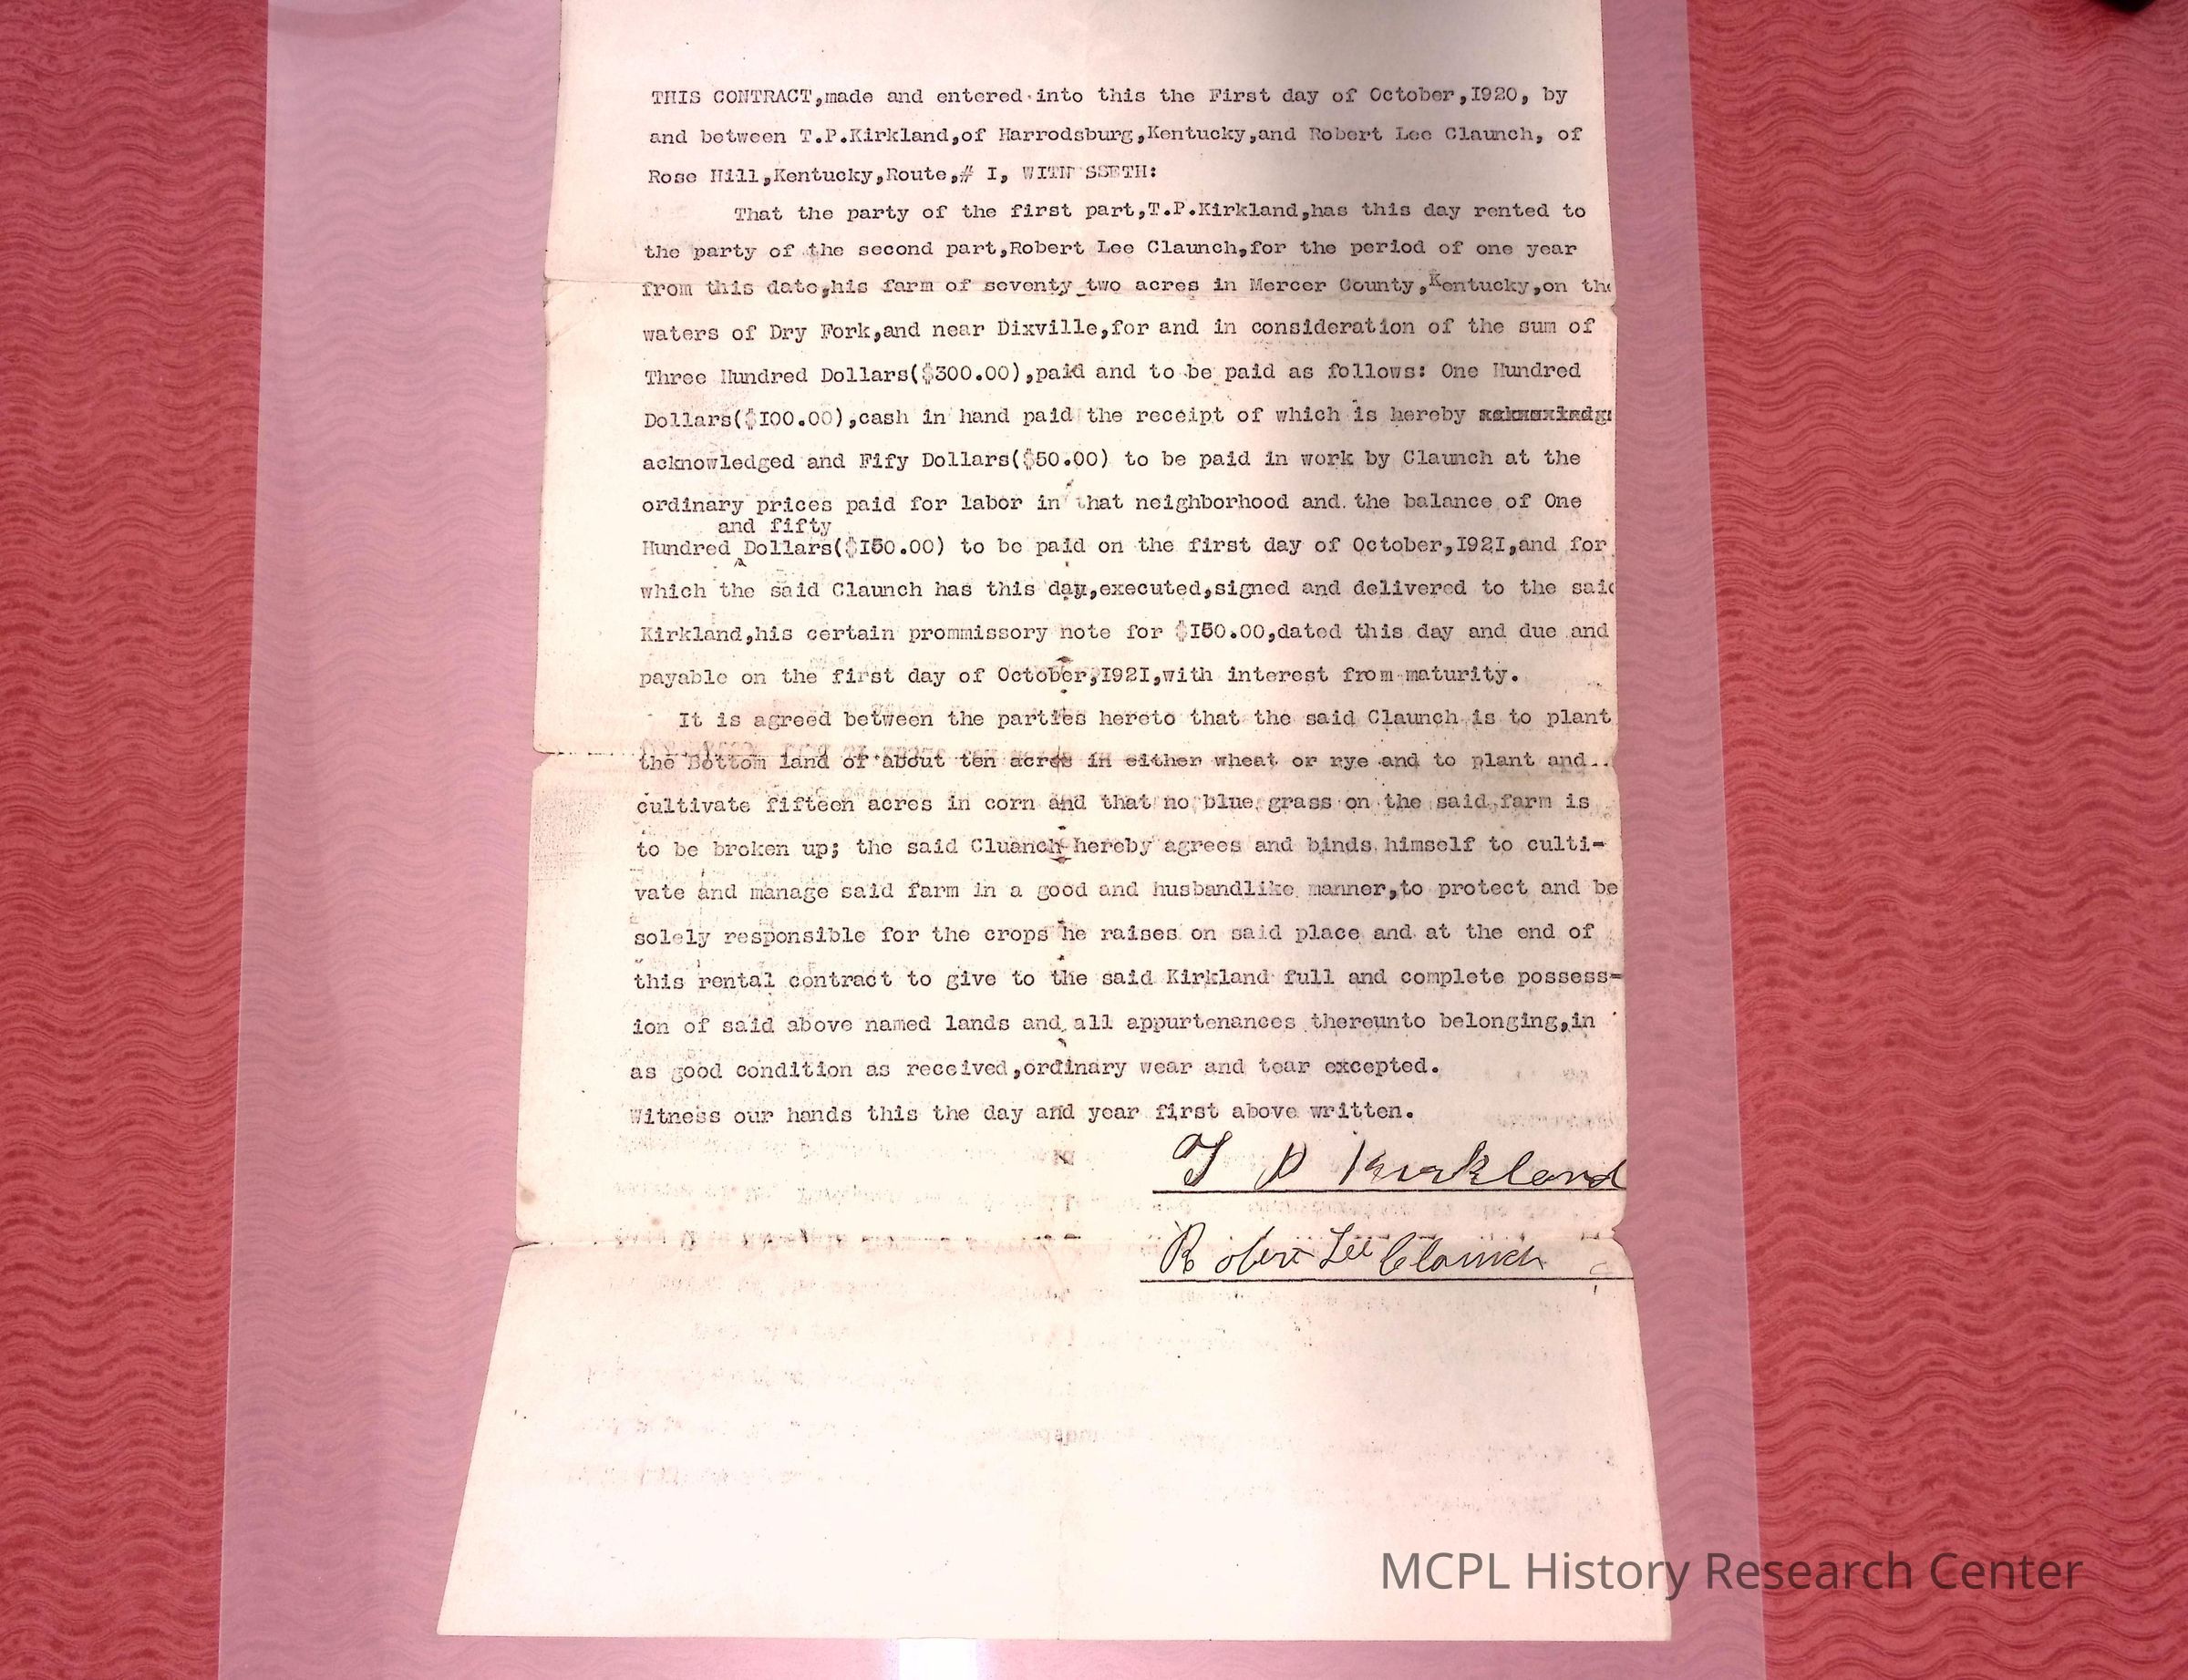 THIS CONTRACT,made and entered into this the First day of October,I920, by
and between T.P.Kirkland,of Harrodsburg,Kentucky,and Robert Lee Claunch, of
Rose Hill,Kentucky,Route,# I, WITN SSETH:
That the party of the first part,T.P.Kirkland,has this day rented to
the party of the second part,Robert Lee Claunch,for the period of one year
from this date,his farm of seventy_two acres in Mercer County,Kentucky,on the
waters of Dry Fork,and near Dixville,for and in consideration of the sum of
Three Hundred Dollars($300.00),paid and to be paid as follows: One Hundred
Dollars($I00.00),cash in hand paid the receipt of which is hereby
acknowledged and Fify Dollars($50.00) to be paid in work by Claunch at the
ordinary prices paid for labor in that neighborhood and the balance of One
and fifty
Hundred Dollars($I50.00) to be paid on the first day of October,I92I,and for
which the said Claunch has this day,executed,signed and delivered to the said
Kirkland,his certain prommissory note for $I50.00,dated this day and due and
payable on the first day of October,I92I,with interest from maturity.
It is agreed between the parties hereto that the said Claunch is to plant
the Bottom land of about ten acres in either wheat or rye and to plant and
cultivate fifteen acres in corn and that no blue grass on the said farm is
to be broken up; the said Cluanch hereby agrees and binds himself to culti-
vate and manage said farm in a good and husbandlike manner,to protect and be
solely responsible for the crops he raises on said place and at the end of
this rental contract to give to the said Kirkland full and complete possess-
ion of said above named lands and all appurtenances thereunto belonging,in
as good condition as received,ordinary wear and tear excepted.
Witness our hands this the day and year first above written.
T P Kirkland
Robert Lee Claunch
MCPL History Research Center